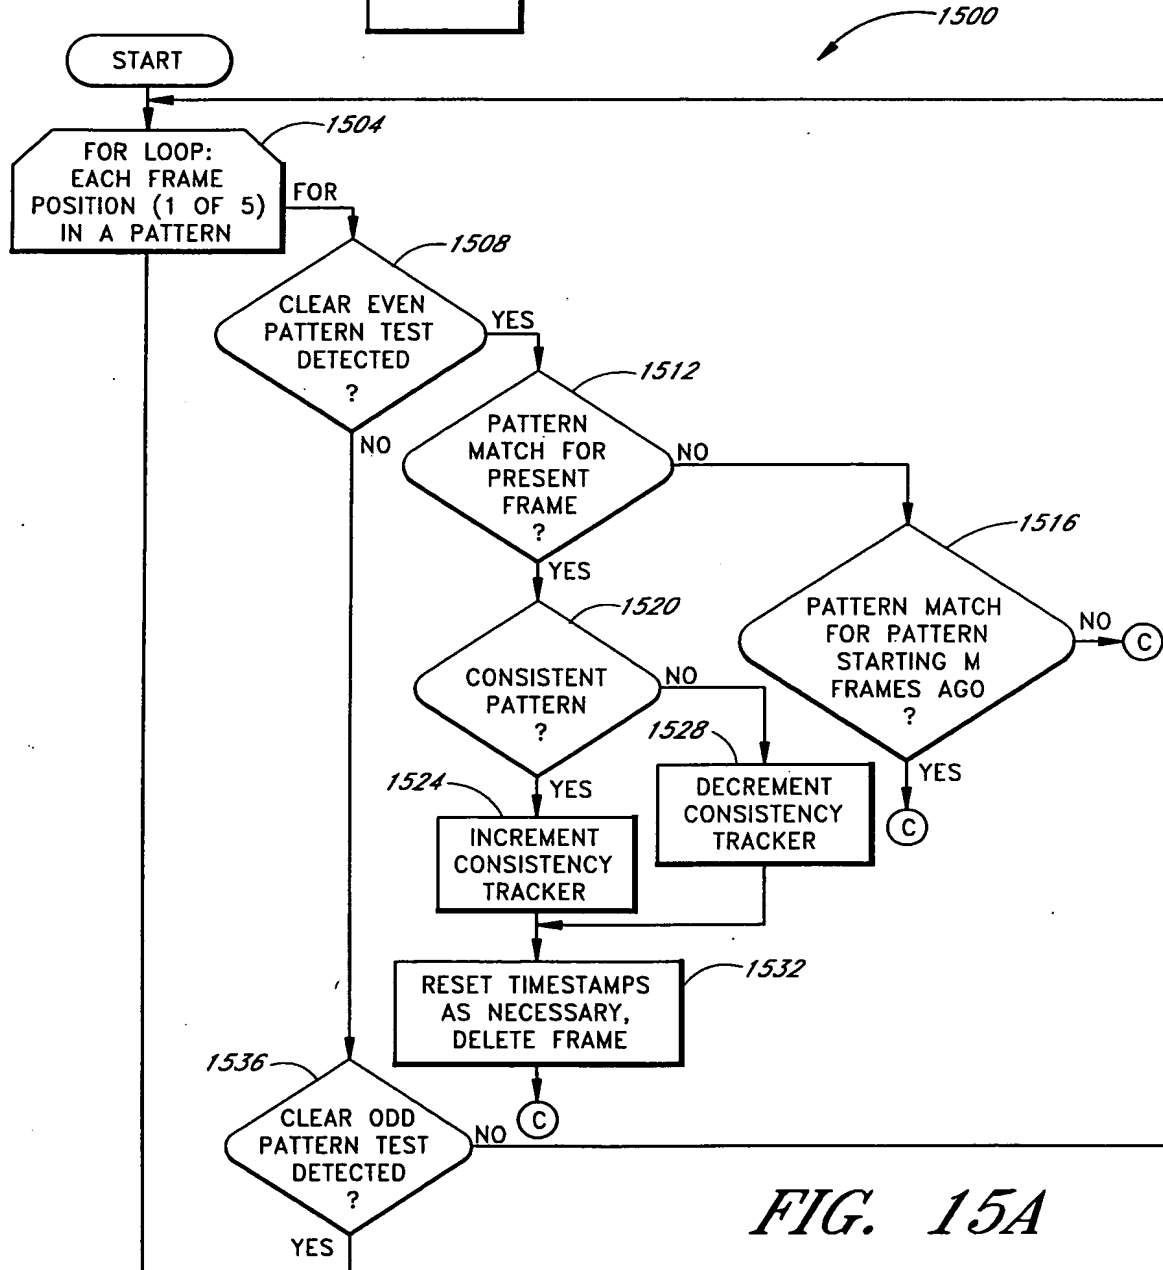 1500
START
1504
FOR LOOP:
EACH FRAME
POSITION (1 OF 5)
IN A PATTERN
FOR
1508
CLEAR EVEN
PATTERN TEST
DETECTED
?
YES
NO
1512
PATTERN
MATCH FOR
PRESENT
FRAME
?
NO
YES
1516
PATTERN MATCH
FOR PATTERN
STARTING M
FRAMES AGO
?
NO
C
YES
C
1520
CONSISTENT
PATTERN
?
NO
YES
1528
DECREMENT
CONSISTENCY
TRACKER
1524
INCREMENT
CONSISTENCY
TRACKER
1532
RESET TIMESTAMPS
AS NECESSARY,
DELETE FRAME
C
1536
CLEAR ODD
PATTERN TEST
DETECTED
?
NO
YES
FIG. 15A